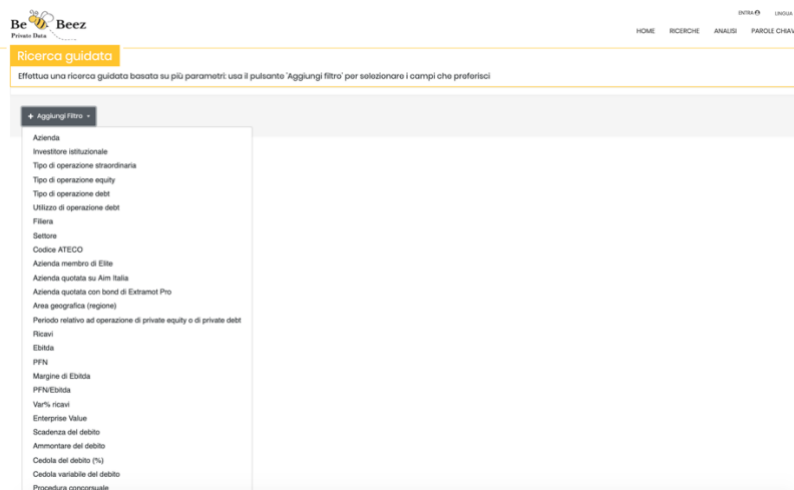 Be Beez
Private Data
ENTRA
LINGUA
HOME RICERCHE ANALISI PAROLE CHIAV
Ricerca guidata
Effettua una ricerca guidata basata su più parametri: usa il pulsante 'Aggiungi filtro' per selezionare i campi che preferisci
+ Aggiungi Filtro
Azienda
Investitore istituzionale
Tipo di operazione straordinaria
Tipo di operazione equity
Tipo di operazione debt
Utilizzo di operazione debt
Filiera
Settore
Codice ATECO
Azienda membro di Elite
Azienda quotata su Aim Italia
Azienda quotata con bond di Extramot Pro
Area geografica (regione)
Periodo relativo ad operazione di private equity o di private debt
Ricavi
Ebitda
PFN
Margine di Ebitda
PFN/Ebitda
Var% ricavi
Enterprise Value
Scadenza del debito
Ammontare del debito
Cedola del debito (%)
Cedola variabile del debito
Procedura concorsuale